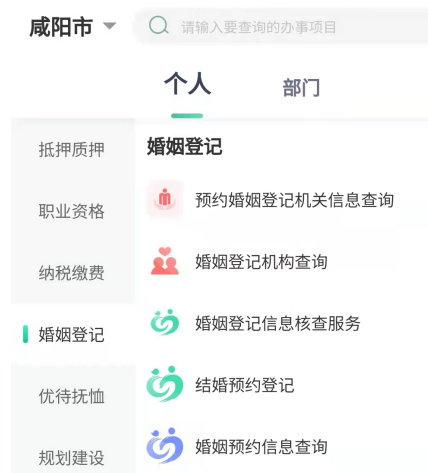 咸阳市
请输入要查询的办事项目
个人
部门
抵押质押
职业资格
纳税缴费
婚姻登记
优待抚恤
规划建设
婚姻登记
预约婚姻登记机关信息查询
婚姻登记机构查询
婚姻登记信息核查服务
结婚预约登记
婚姻预约信息查询